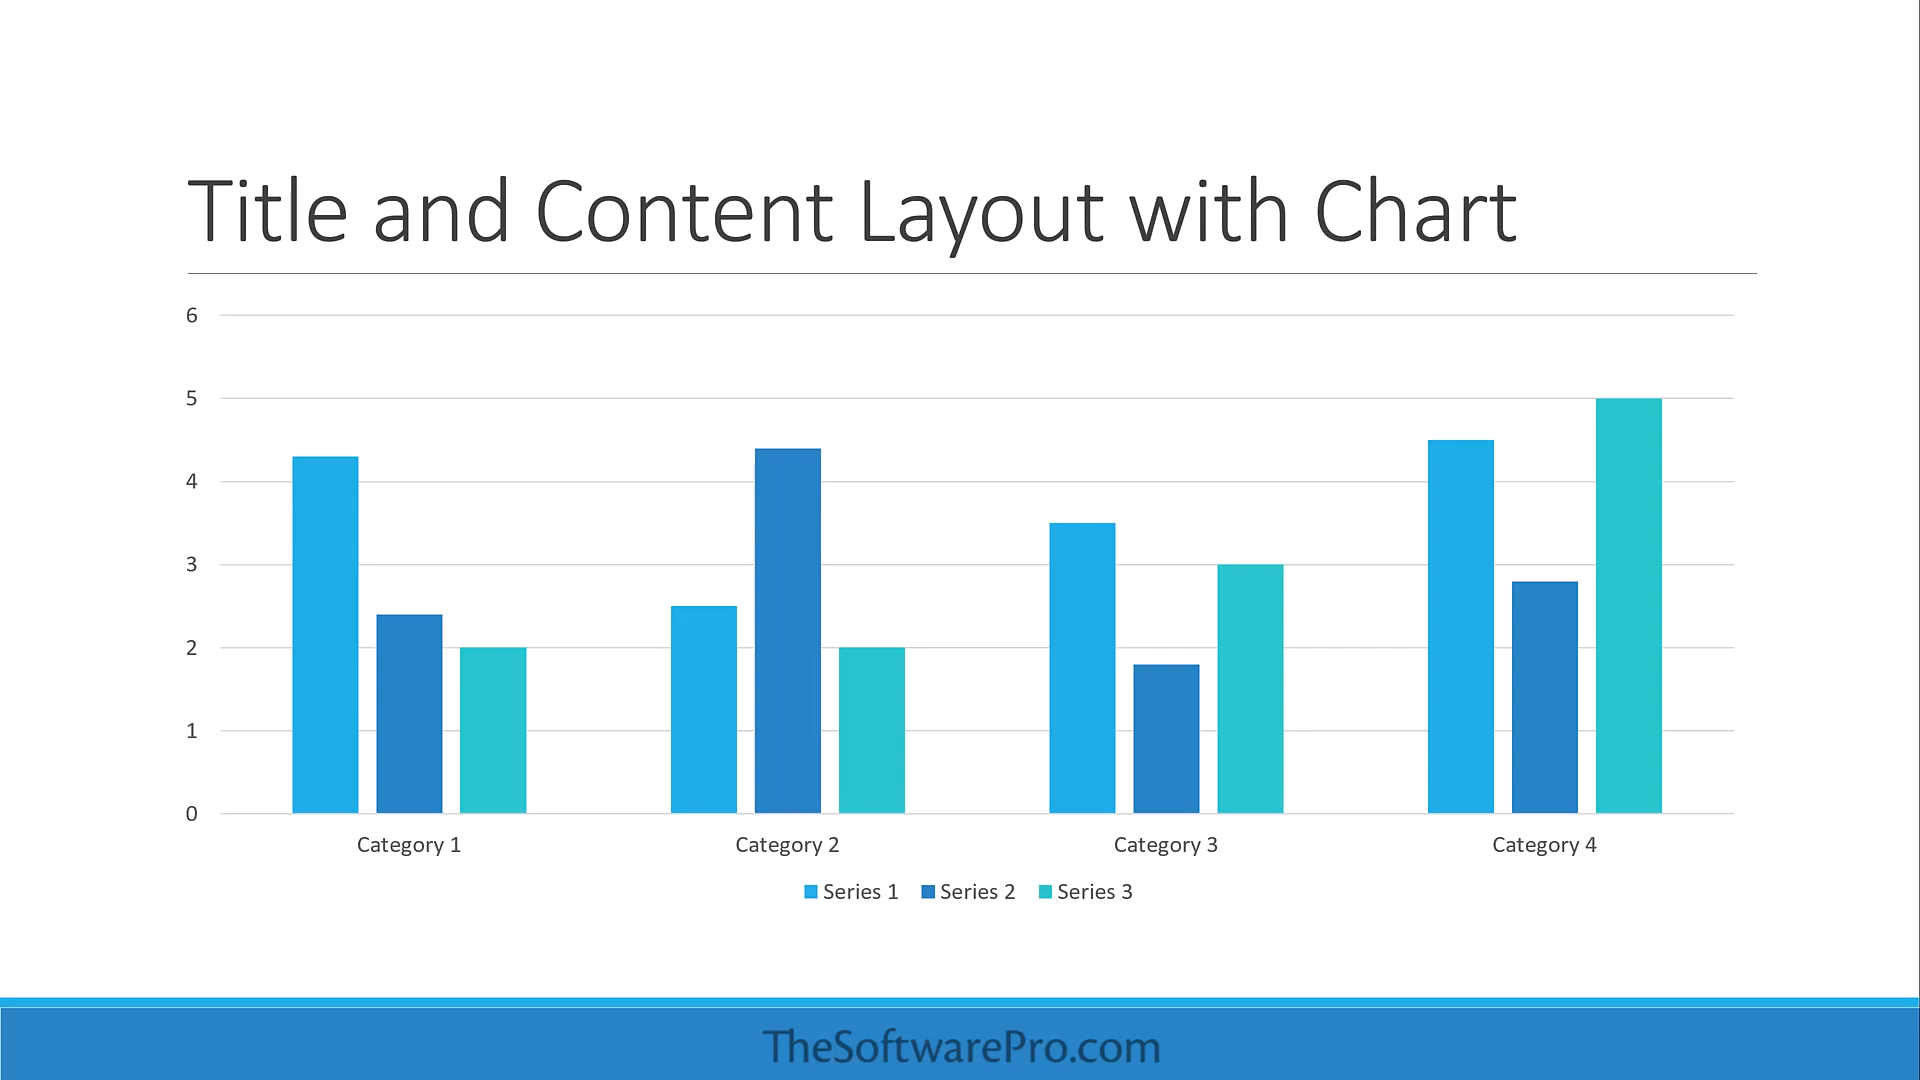 Title and Content Layout with Chart
6
5
4
3
2
1
0
Category 1 Category 2 Category 3 Category 4
Series 1 Series 2 Series 3
TheSoftwarePro.com